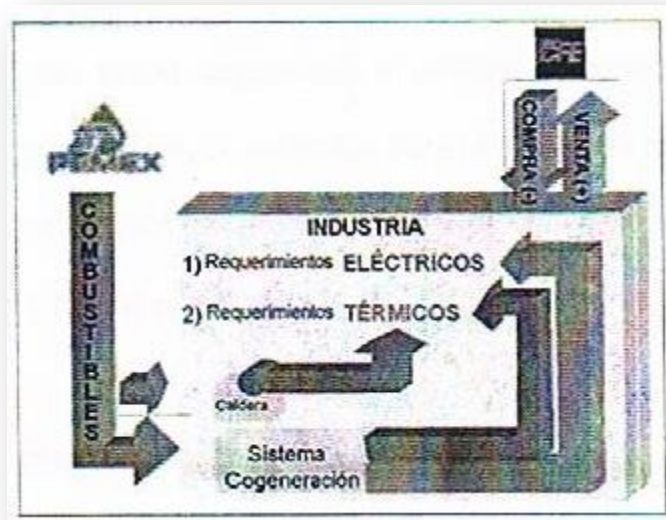 CFE
PEMEX
COMPRA (-)
VENTA (+)
COMBUSTIBLES
INDUSTRIA
1) Requerimientos ELÉCTRICOS
2) Requerimientos TÉRMICOS
Caldera
Sistema
Cogeneración